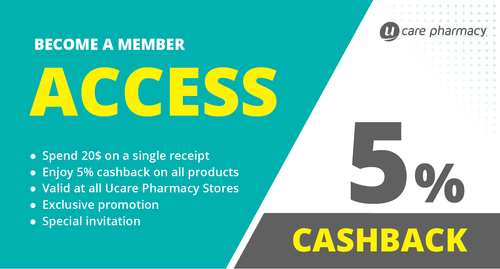 BECOME A MEMBER
u care pharmacy
ACCESS
● Spend 20$ on a single receipt
● Enjoy 5% cashback on all products
● Valid at all Ucare Pharmacy Stores
● Exclusive promotion
● Special invitation
5%
CASHBACK